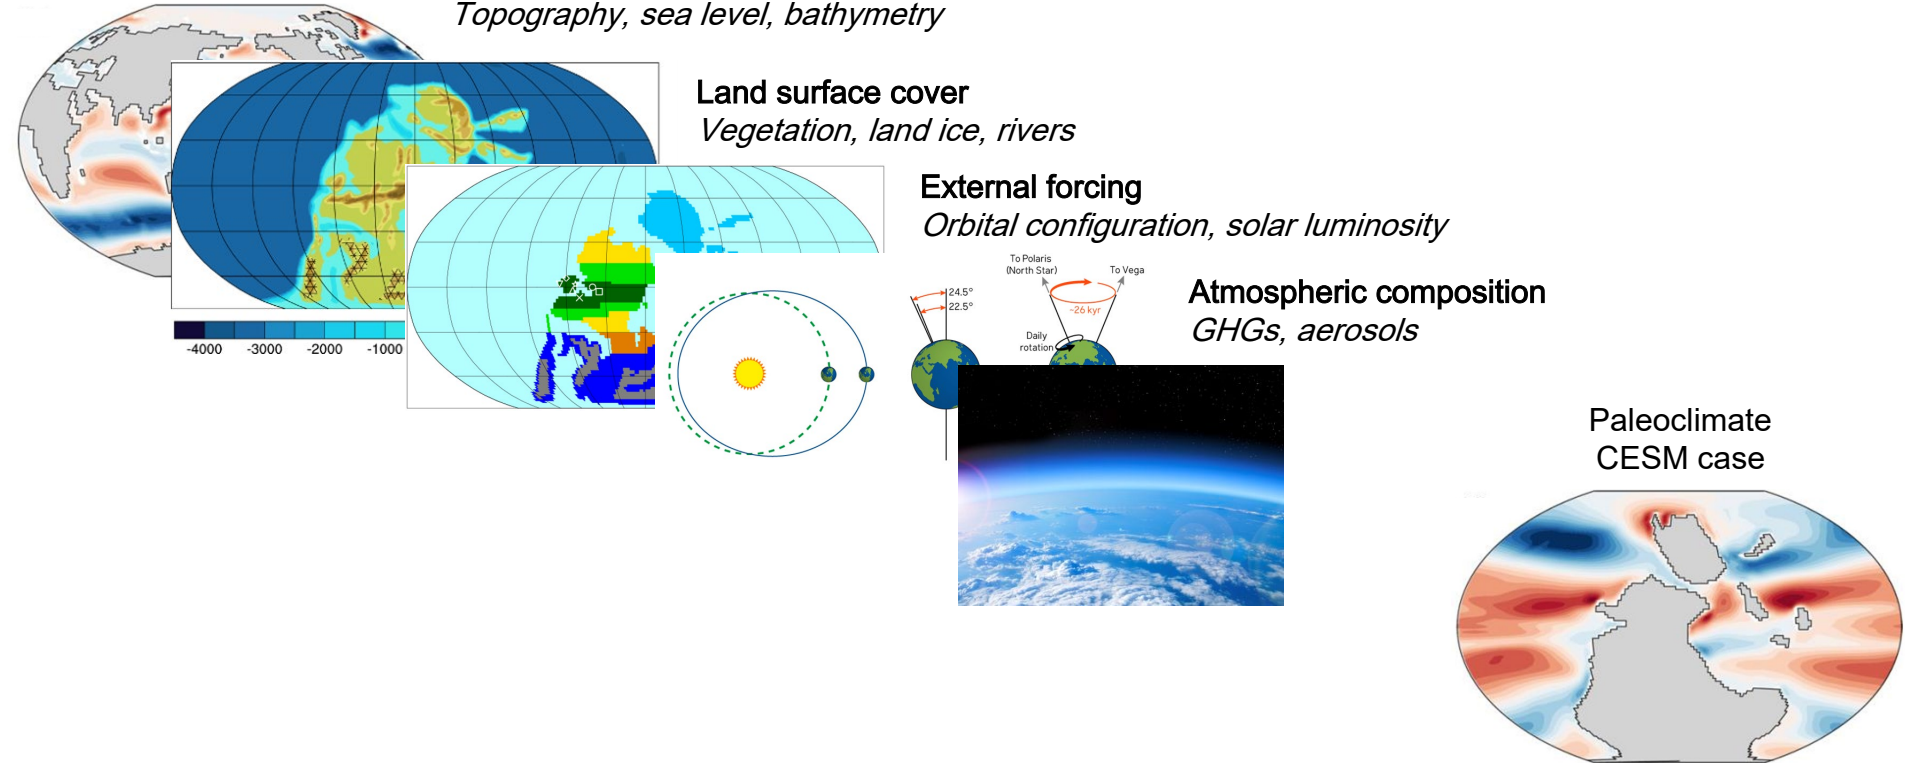 Topography, sea level, bathymetry
Land surface cover
Vegetation, land ice, rivers
External forcing
Orbital configuration, solar luminosity
To Polaris
(North Star)
To Vega
24.5°
22.5°
~26 kyr
Daily
rotation
Atmospheric composition
GHGs, aerosols
-4000 -3000 -2000 -1000
Paleoclimate
CESM case